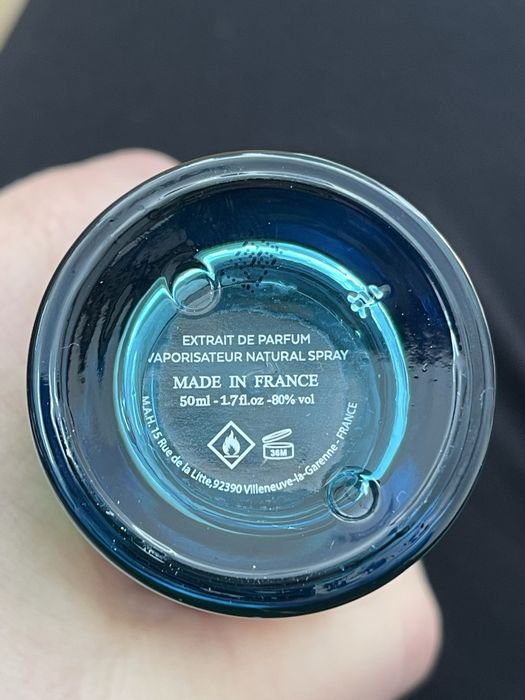 EXTRAIT DE PARFUM
VAPORISATEUR NATURAL SPRAY
MADE IN FRANCE
50ml - 1.7fl.oz -80% vol
36M
M.A.H. 15 Rue de la Litte,92390 Villeneuve-la-Garenne - FRANCE